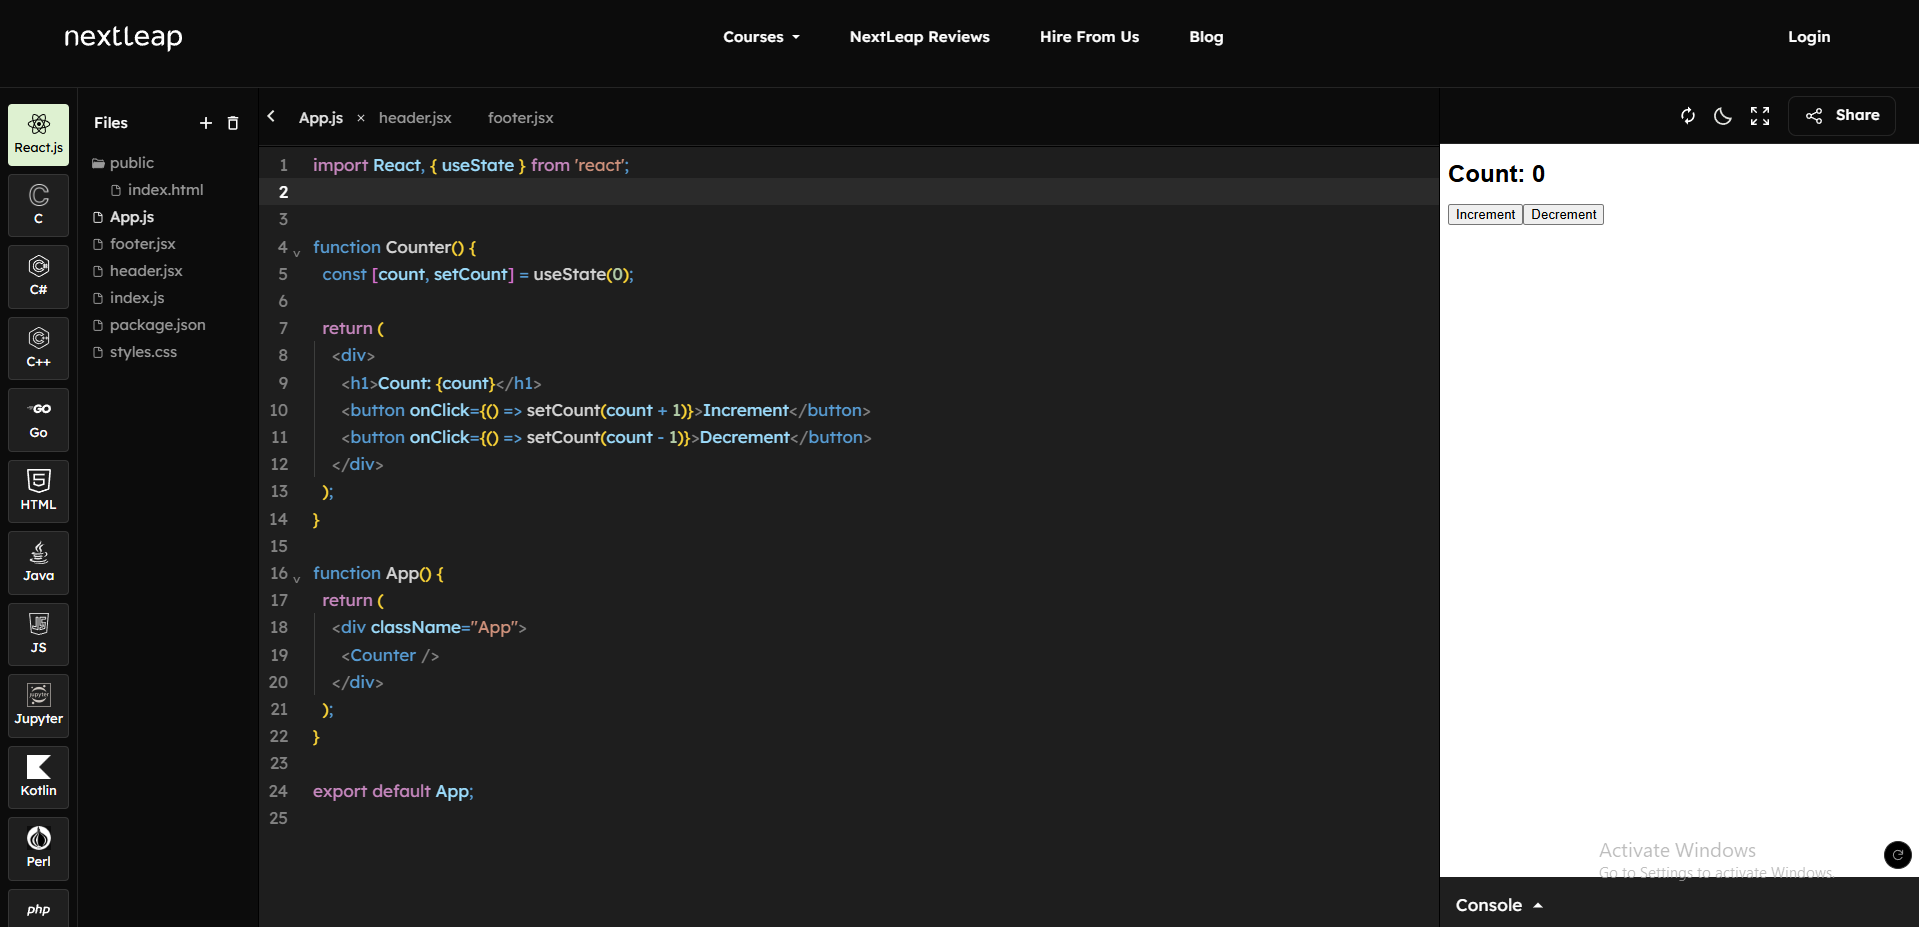 nextleap
Courses
NextLeap Reviews
Hire From Us
Blog
Login
React.js
C
C#
C++
GO
Go
HTML
Java
JS
JS
jupyter
Jupyter
Kotlin
Perl
php
Files
public
index.html
App.js
footer.jsx
header.jsx
index.js
package.json
styles.css
App.js × header.jsx footer.jsx
1 import React, { useState } from 'react';
2
3
4 function Counter() {
5 const [count, setCount] = useState(0);
6
7 return (
8 <div>
9 <h1>Count: {count}</h1>
10 <button onClick={() => setCount(count + 1)}>Increment</button>
11 <button onClick={() => setCount(count - 1)}>Decrement</button>
12 </div>
13 );
14 }
15
16 function App() {
17 return (
18 <div className="App">
19 <Counter />
20 </div>
21 );
22 }
23
24 export default App;
25
Share
Count: 0
Increment Decrement
Activate Windows
Go to Settings to activate Windows.
Console